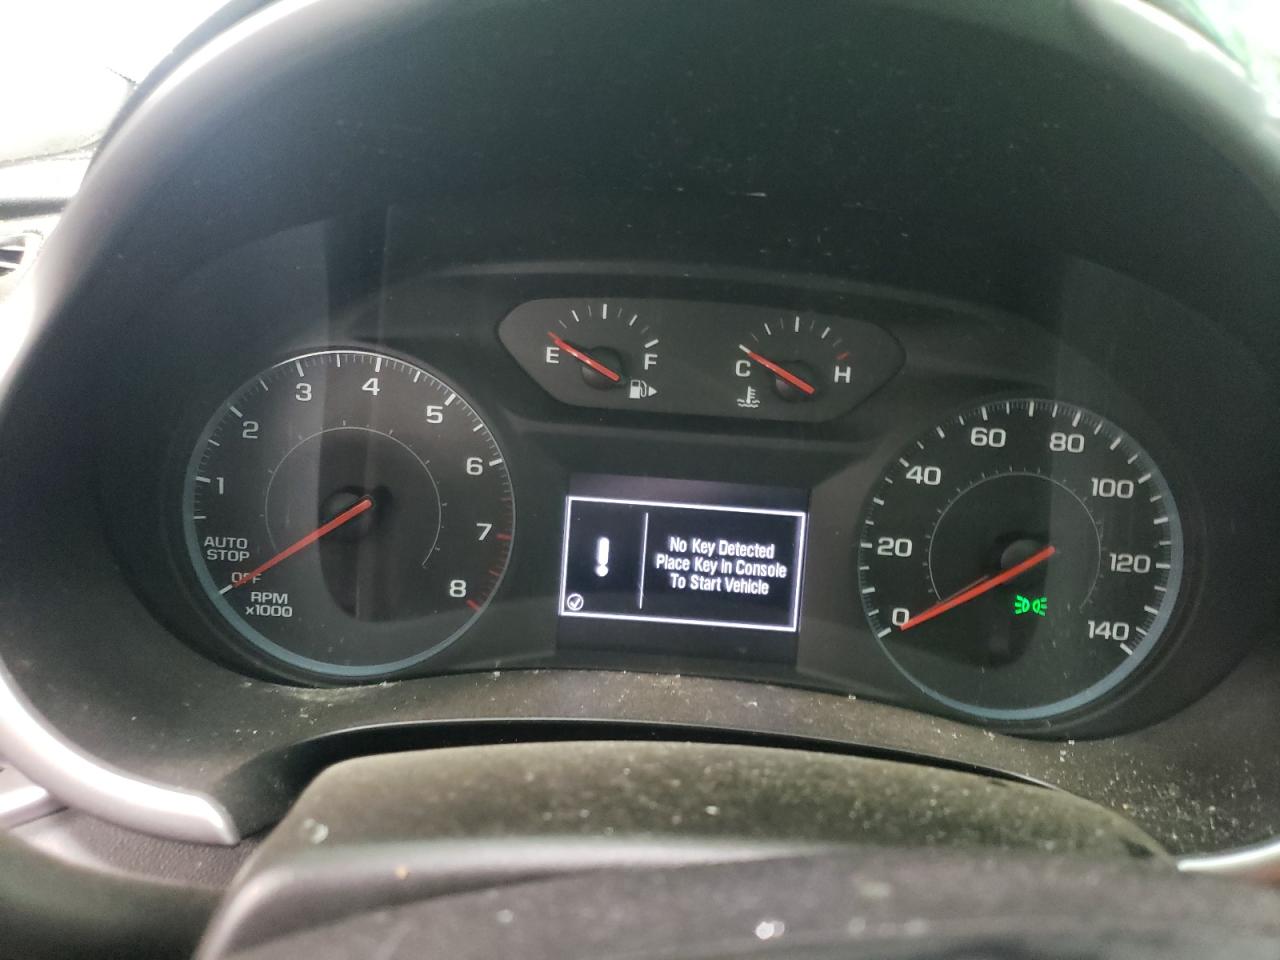 E
F
C
H
1
2
3
4
5
6
7
8
AUTO
STOP
OFF
RPM
x1000
No Key Detected
Place Key In Console
To Start Vehicle
0
20
40
60
80
100
120
140